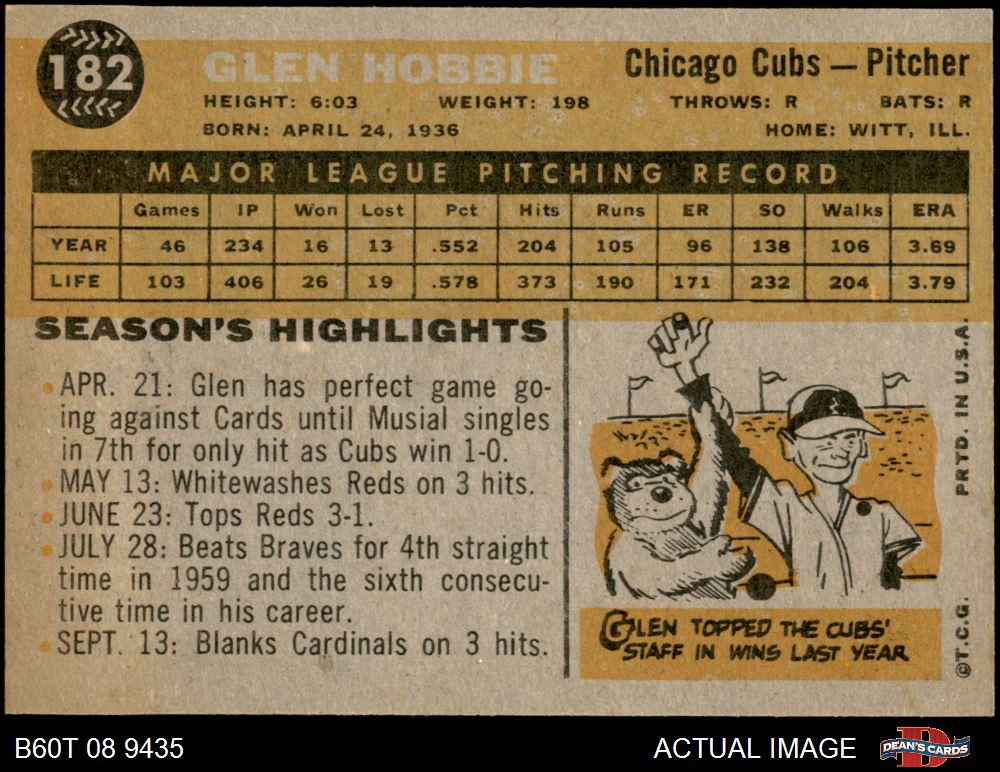 182
GLEN HOBBIE
Chicago Cubs — Pitcher
HEIGHT: 6:03 WEIGHT: 198 THROWS: R BATS: R
BORN: APRIL 24, 1936 HOME: WITT, ILL.
MAJOR LEAGUE PITCHING RECORD
Games IP Won Lost Pct Hits Runs ER SO Walks ERA
YEAR 46 234 16 13 .552 204 105 96 138 106 3.69
LIFE 103 406 26 19 .578 373 190 171 232 204 3.79
SEASON'S HIGHLIGHTS
• APR. 21: Glen has perfect game go-
ing against Cards until Musial singles
in 7th for only hit as Cubs win 1-0.
• MAY 13: Whitewashes Reds on 3 hits.
• JUNE 23: Tops Reds 3-1.
• JULY 28: Beats Braves for 4th straight
time in 1959 and the sixth consecu-
tive time in his career.
• SEPT. 13: Blanks Cardinals on 3 hits.
GLEN TOPPED THE CUBS'
STAFF IN WINS LAST YEAR
©T.C.G. PRTD. IN U.S.A.
B60T 08 9435
ACTUAL IMAGE
DEAN'S CARDS